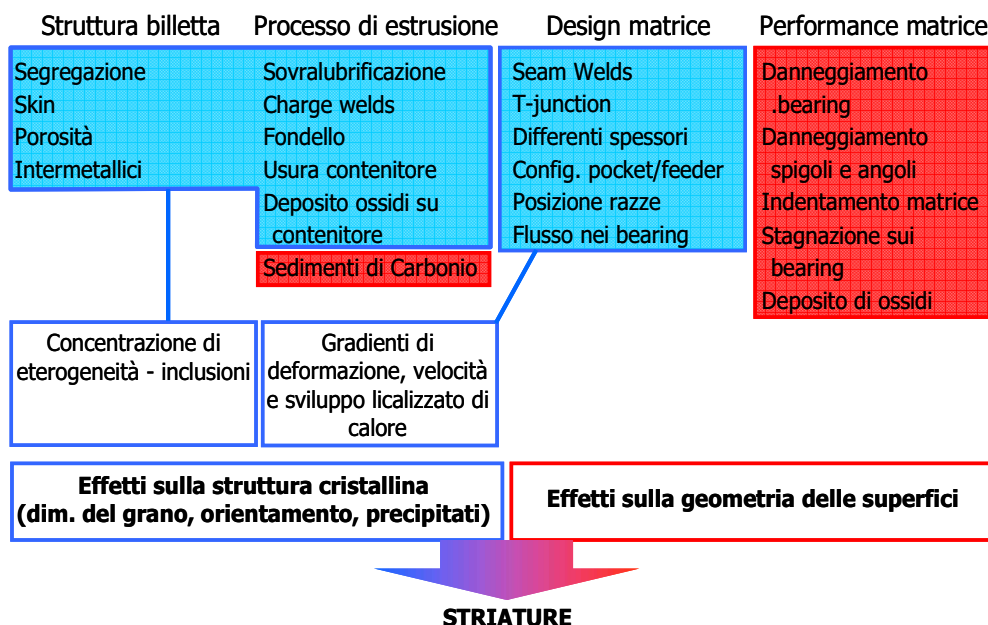 Struttura billetta
Segregazione
Skin
Porosità
Intermetallici
Processo di estrusione
Sovralubrificazione
Charge welds
Fondello
Usura contenitore
Deposito ossidi su
contenitore
Sedimenti di Carbonio
Design matrice
Seam Welds
T-junction
Differenti spessori
Config. pocket/feeder
Posizione razze
Flusso nei bearing
Performance matrice
Danneggiamento
.bearing
Danneggiamento
spigoli e angoli
Indentamento matrice
Stagnazione sui
bearing
Deposito di ossidi
Concentrazione di
eterogeneità - inclusioni
Gradienti di
deformazione, velocità
e sviluppo licalizzato di
calore
Effetti sulla struttura cristallina
(dim. del grano, orientamento, precipitati)
Effetti sulla geometria delle superfici
STRIATURE